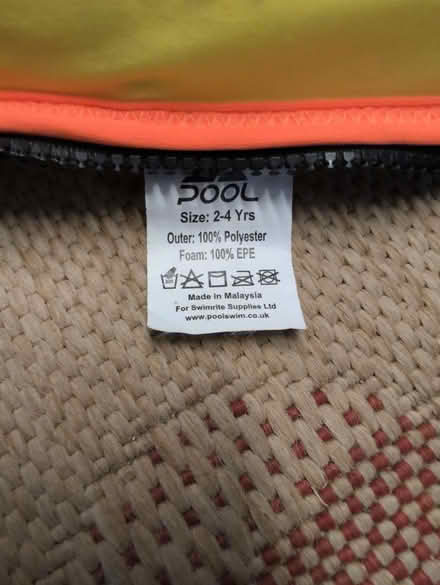 POOL
Size: 2-4 Yrs
Outer: 100% Polyester
Foam: 100% EPE
Made in Malaysia
For Swimrite Supplies Ltd
www.poolswim.co.uk